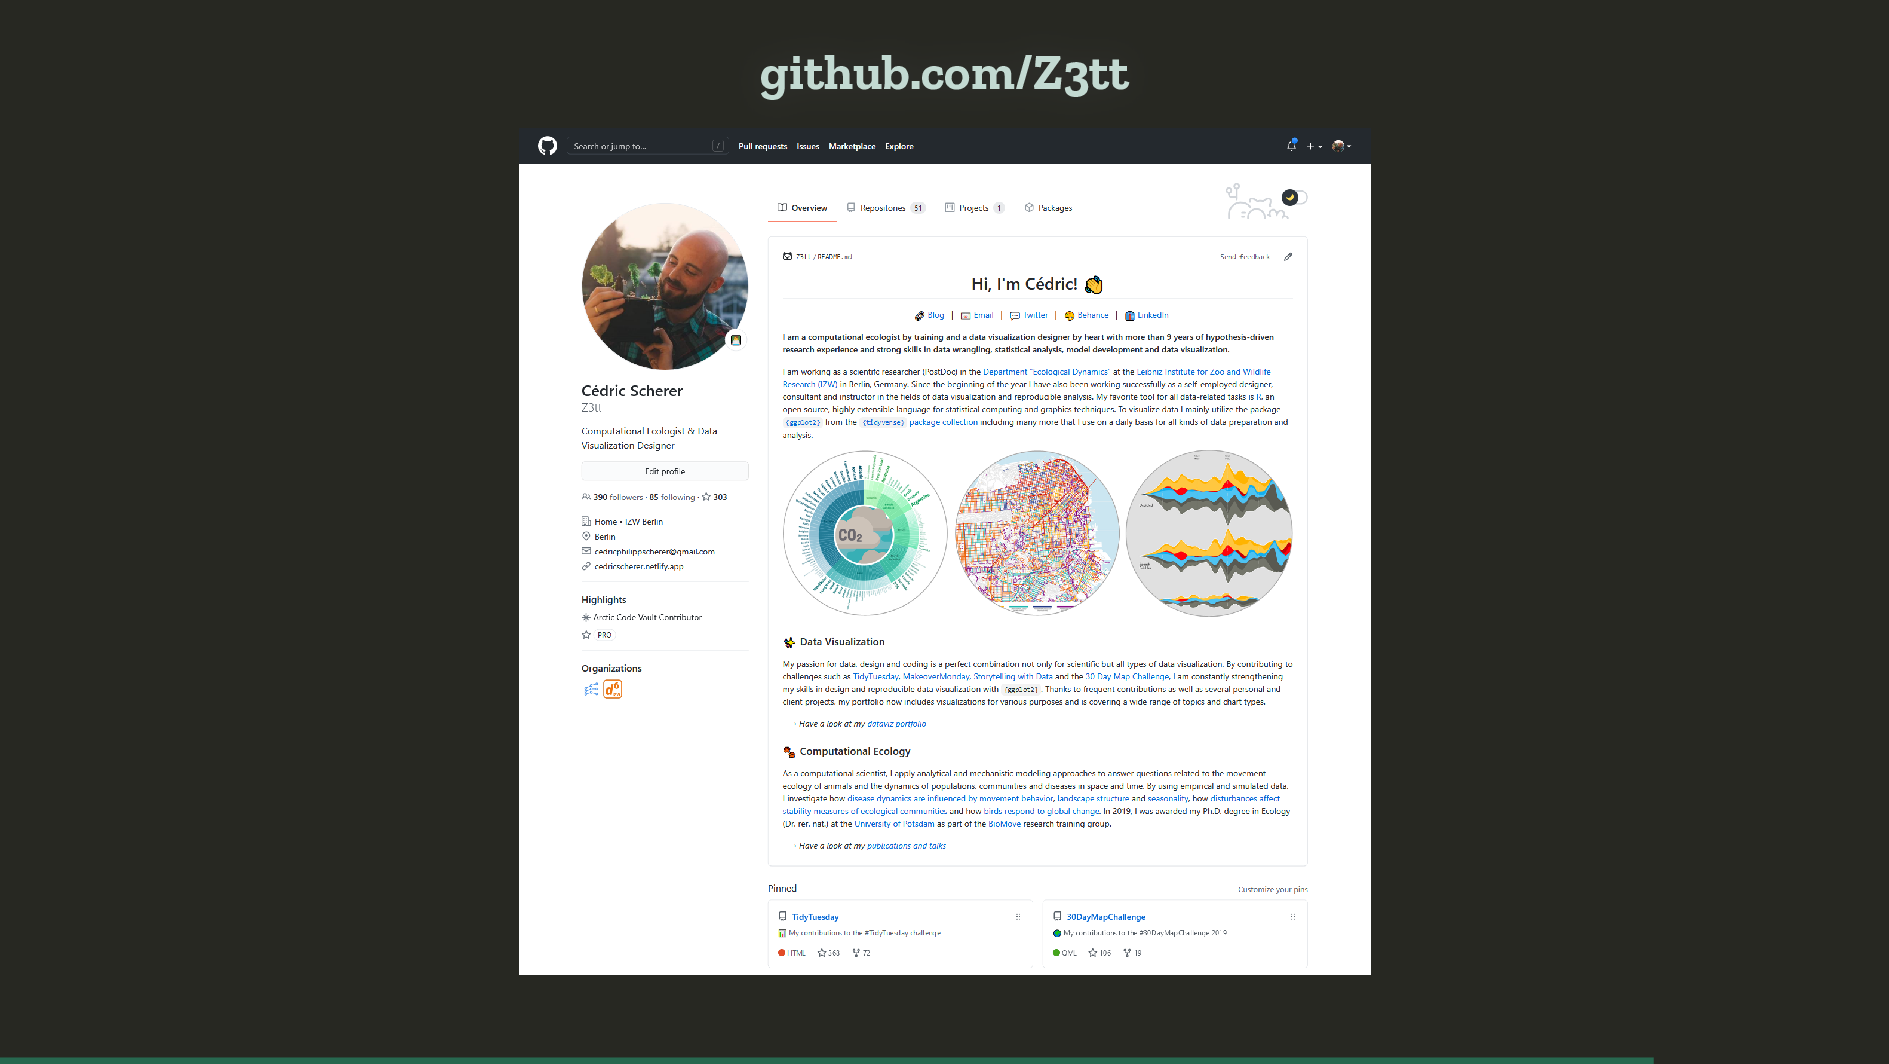 github.com/Z3tt
Search or jump to...
/
Pull requests Issues Marketplace Explore
Overview Repositories 51 Projects 1 Packages
Z3tt/README.md
Send feedback
Hi, I'm Cédric!
Blog | Email | Twitter | Behance | LinkedIn
I am a computational ecologist by training and a data visualization designer by heart with more than 9 years of hypothesis-driven
research experience and strong skills in data wrangling, statistical analysis, model development and data visualization.
I am working as scientific researcher (PostDoc) in the Department "Ecological Dynamics" at the Leibniz Institute for Zoo and Wildlife
Research (IZW) in Berlin, Germany. Since the beginning of the year I have also been working successfully as a self-employed designer,
consultant and instructor in the fields of data visualization and reproducible analysis. My favorite tool for all data-related tasks is R, an
open source, highly extensible language for statistical computing and graphics techniques. To visualize data I mainly utilize the package
{ggplot2} from the {tidyverse} package collection including many more that I use on a daily basis for all kinds of data preparation and
analysis.
CO2
Data Visualization
My passion for data, design and coding is a perfect combination not only for scientific but all types of data visualization. By contributing to
challenges such as TidyTuesday, MakeoverMonday, Storytelling with Data and the 30 Day Map Challenge, I am constantly strengthening
my skills in design and reproducible data visualization with {ggplot2}. Thanks to frequent contributions as well as several personal and
client projects, my portfolio now includes visualizations for various purposes and is covering a wide range of topics and chart types.
→ Have a look at my dataviz portfolio
Computational Ecology
As a computational scientist, I apply analytical and mechanistic modeling approaches to answer questions related to the movement
ecology of animals and the dynamics of populations, communities and diseases in space and time. By using empirical and simulated data,
I investigate how disease dynamics are influenced by movement behavior, landscape structure and seasonality, how disturbances affect
stability measures of ecological communities and how birds respond to global change. In 2019, I was awarded my Ph.D. degree in Ecology
(Dr. rer. nat.) at the University of Potsdam as part of the BioMove research training group.
→ Have a look at my publications and talks
Cédric Scherer
Z3tt
Computational Ecologist & Data
Visualization Designer
Edit profile
390 followers · 85 following · 303
Home • IZW Berlin
Berlin
cedricphilippscherer@gmail.com
cedricscherer.netlify.app
Highlights
Arctic Code Vault Contributor
PRO
Organizations
Pinned
Customize your pins
TidyTuesday
My contributions to the #TidyTuesday challenge
HTML 363 72
30DayMapChallenge
My contributions to the #30DayMapChallenge 2019
QML 106 19